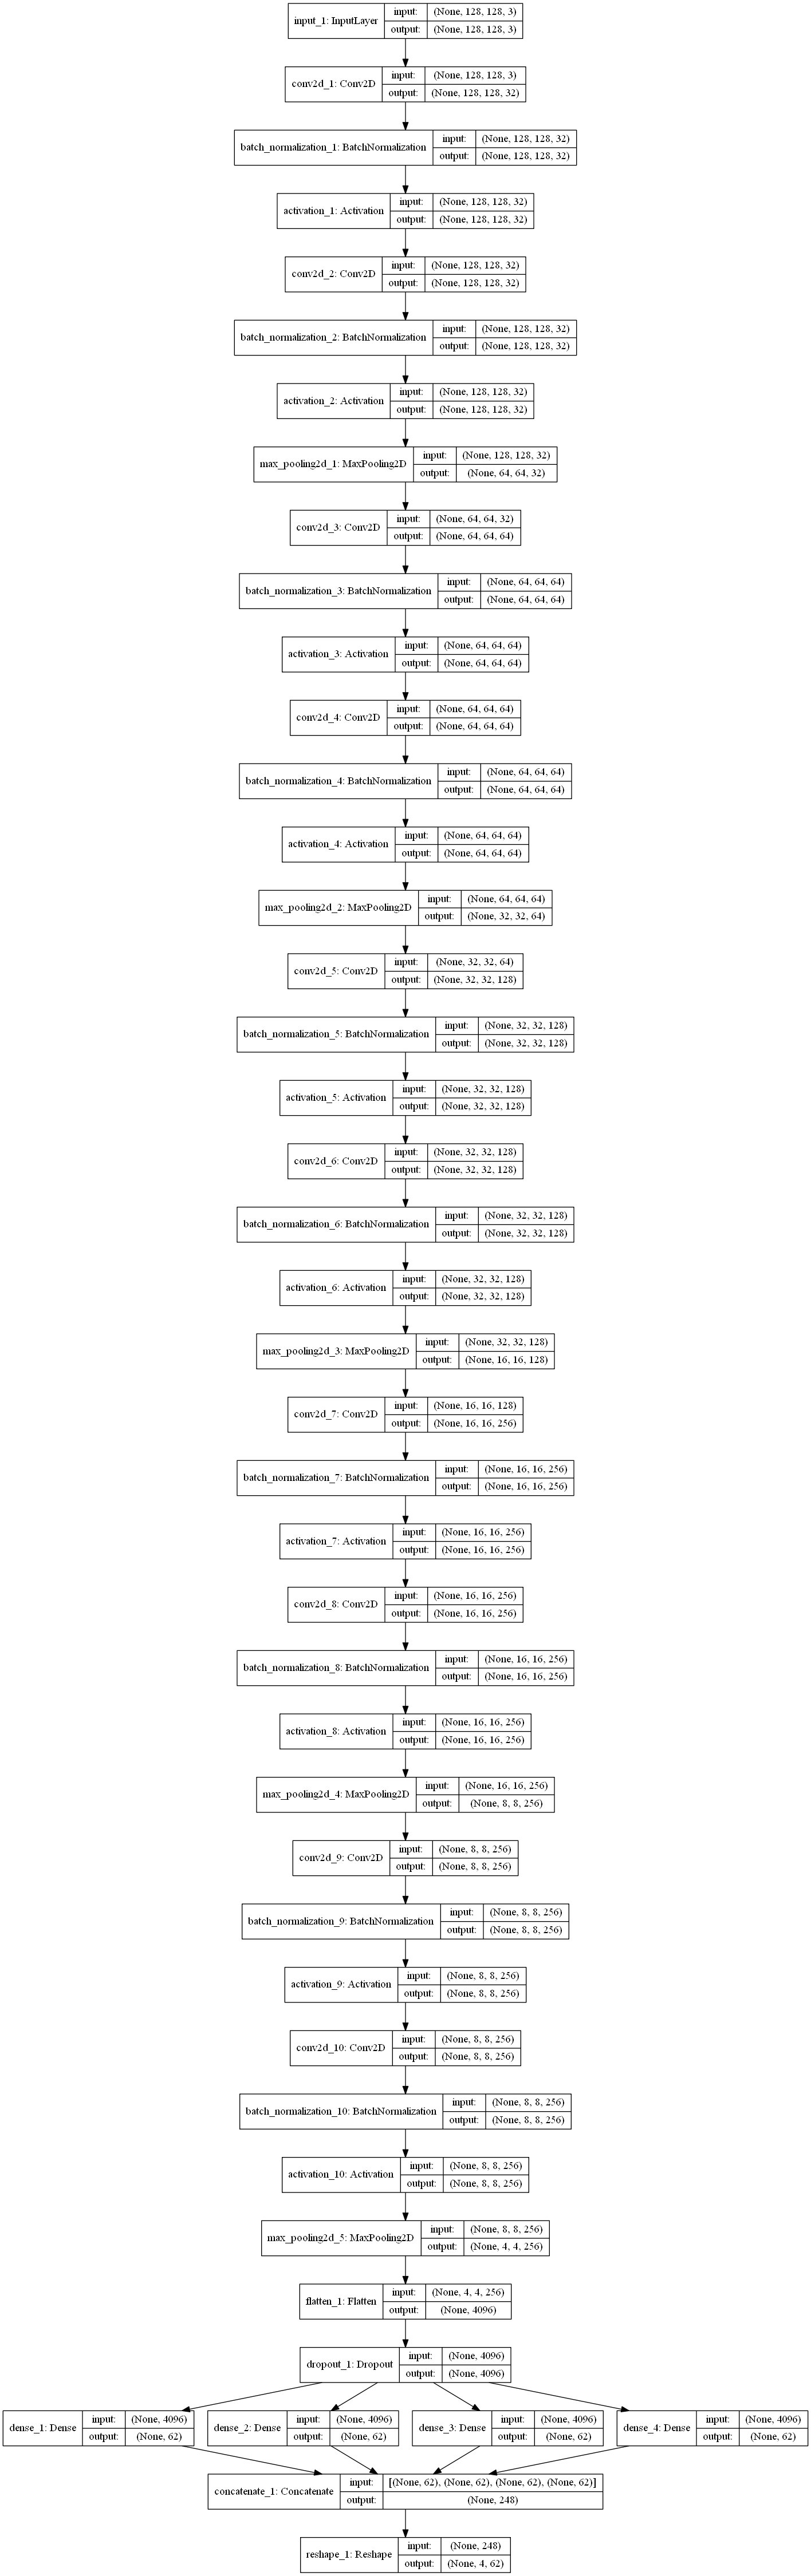 input_1: InputLayer
input: (None, 128, 128, 3)
output: (None, 128, 128, 3)
conv2d_1: Conv2D
input: (None, 128, 128, 3)
output: (None, 128, 128, 32)
batch_normalization_1: BatchNormalization
input: (None, 128, 128, 32)
output: (None, 128, 128, 32)
activation_1: Activation
input: (None, 128, 128, 32)
output: (None, 128, 128, 32)
conv2d_2: Conv2D
input: (None, 128, 128, 32)
output: (None, 128, 128, 32)
batch_normalization_2: BatchNormalization
input: (None, 128, 128, 32)
output: (None, 128, 128, 32)
activation_2: Activation
input: (None, 128, 128, 32)
output: (None, 128, 128, 32)
max_pooling2d_1: MaxPooling2D
input: (None, 128, 128, 32)
output: (None, 64, 64, 32)
conv2d_3: Conv2D
input: (None, 64, 64, 32)
output: (None, 64, 64, 64)
batch_normalization_3: BatchNormalization
input: (None, 64, 64, 64)
output: (None, 64, 64, 64)
activation_3: Activation
input: (None, 64, 64, 64)
output: (None, 64, 64, 64)
conv2d_4: Conv2D
input: (None, 64, 64, 64)
output: (None, 64, 64, 64)
batch_normalization_4: BatchNormalization
input: (None, 64, 64, 64)
output: (None, 64, 64, 64)
activation_4: Activation
input: (None, 64, 64, 64)
output: (None, 64, 64, 64)
max_pooling2d_2: MaxPooling2D
input: (None, 64, 64, 64)
output: (None, 32, 32, 64)
conv2d_5: Conv2D
input: (None, 32, 32, 64)
output: (None, 32, 32, 128)
batch_normalization_5: BatchNormalization
input: (None, 32, 32, 128)
output: (None, 32, 32, 128)
activation_5: Activation
input: (None, 32, 32, 128)
output: (None, 32, 32, 128)
conv2d_6: Conv2D
input: (None, 32, 32, 128)
output: (None, 32, 32, 128)
batch_normalization_6: BatchNormalization
input: (None, 32, 32, 128)
output: (None, 32, 32, 128)
activation_6: Activation
input: (None, 32, 32, 128)
output: (None, 32, 32, 128)
max_pooling2d_3: MaxPooling2D
input: (None, 32, 32, 128)
output: (None, 16, 16, 128)
conv2d_7: Conv2D
input: (None, 16, 16, 128)
output: (None, 16, 16, 256)
batch_normalization_7: BatchNormalization
input: (None, 16, 16, 256)
output: (None, 16, 16, 256)
activation_7: Activation
input: (None, 16, 16, 256)
output: (None, 16, 16, 256)
conv2d_8: Conv2D
input: (None, 16, 16, 256)
output: (None, 16, 16, 256)
batch_normalization_8: BatchNormalization
input: (None, 16, 16, 256)
output: (None, 16, 16, 256)
activation_8: Activation
input: (None, 16, 16, 256)
output: (None, 16, 16, 256)
max_pooling2d_4: MaxPooling2D
input: (None, 16, 16, 256)
output: (None, 8, 8, 256)
conv2d_9: Conv2D
input: (None, 8, 8, 256)
output: (None, 8, 8, 256)
batch_normalization_9: BatchNormalization
input: (None, 8, 8, 256)
output: (None, 8, 8, 256)
activation_9: Activation
input: (None, 8, 8, 256)
output: (None, 8, 8, 256)
conv2d_10: Conv2D
input: (None, 8, 8, 256)
output: (None, 8, 8, 256)
batch_normalization_10: BatchNormalization
input: (None, 8, 8, 256)
output: (None, 8, 8, 256)
activation_10: Activation
input: (None, 8, 8, 256)
output: (None, 8, 8, 256)
max_pooling2d_5: MaxPooling2D
input: (None, 8, 8, 256)
output: (None, 4, 4, 256)
flatten_1: Flatten
input: (None, 4, 4, 256)
output: (None, 4096)
dropout_1: Dropout
input: (None, 4096)
output: (None, 4096)
dense_1: Dense
input: (None, 4096)
output: (None, 62)
dense_2: Dense
input: (None, 4096)
output: (None, 62)
dense_3: Dense
input: (None, 4096)
output: (None, 62)
dense_4: Dense
input: (None, 4096)
output: (None, 62)
concatenate_1: Concatenate
input: [(None, 62), (None, 62), (None, 62), (None, 62)]
output: (None, 248)
reshape_1: Reshape
input: (None, 248)
output: (None, 4, 62)